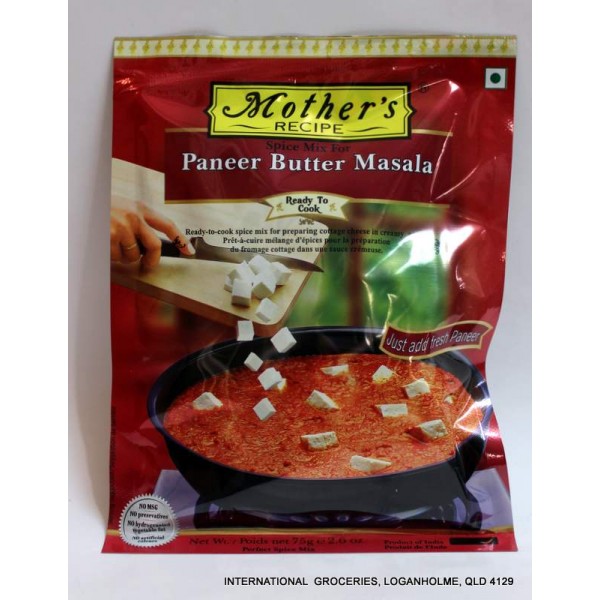 Mother's
RECIPE
Spice Mix For
Paneer Butter Masala
Ready To
Cook
Ready-to-cook spice mix for preparing cottage cheese in creamy
Prêt-à-cuire mélange d'épices pour la préparation
du fromage cottage dans une sauce crémeuse.
Just add fresh Paneer
NO MSG
NO preservatives
NO hydrogenated
vegetable fat
NO artificial
colours
Net Wt. / Poids net 75g e 2.6 oz.
Perfect Spice Mix
Product of India
Produit de l'Inde
INTERNATIONAL GROCERIES, LOGANHOLME, QLD 4129